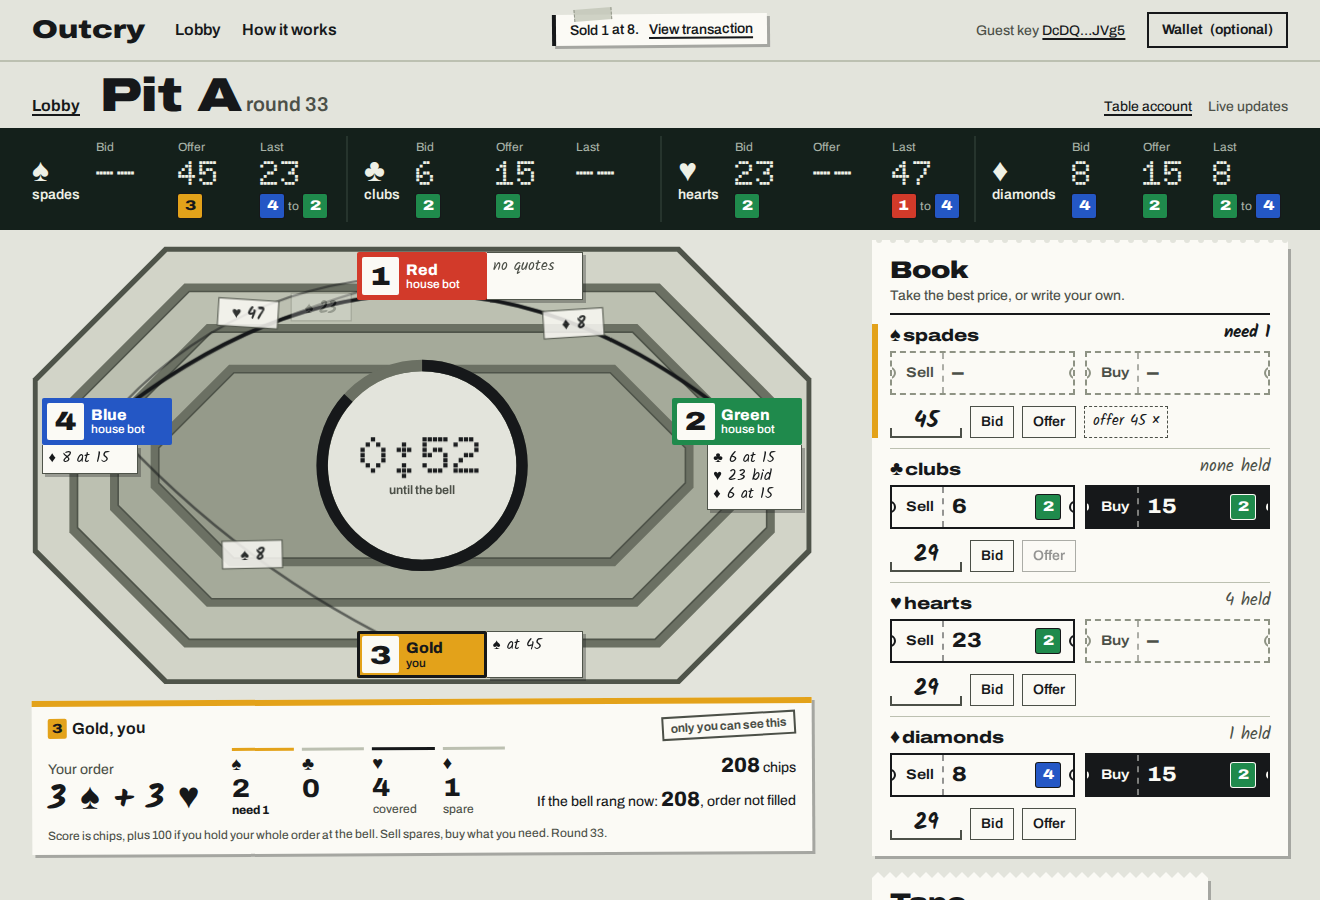 Outcry Lobby How it works Sold 1 at 8. View transaction Guest key DcDQ...JVg5 Wallet (optional)
Lobby Pit A round 33 Table account Live updates
Bid Offer Last Bid Offer Last Bid Offer Last Bid Offer Last
♠ –– 45 23 ♣ 6 15 –– ♥ 23 –– 47 ♦ 8 15 8
spades 3 4 to 2 clubs 2 2 hearts 2 1 to 4 diamonds 4 2 2 to 4
1 Red house bot no quotes
♥ 47
♠ 23
♦ 8
4 Blue house bot
♦ 8 at 15
2 Green house bot
♣ 6 at 15
♥ 23 bid
♦ 6 at 15
0:52
until the bell
♠ 8
3 Gold you ♠ at 45
3 Gold, you only you can see this
Your order
3 ♠ + 3 ♥
♠ ♣ ♥ ♦
2 0 4 1
need 1 covered spare
208 chips
If the bell rang now: 208, order not filled
Score is chips, plus 100 if you hold your whole order at the bell. Sell spares, buy what you need. Round 33.
Book
Take the best price, or write your own.
♠ spades need 1
Sell – Buy –
45 Bid Offer offer 45 ×
♣ clubs none held
Sell 6 2 Buy 15 2
29 Bid Offer
♥ hearts 4 held
Sell 23 2 Buy –
29 Bid Offer
♦ diamonds 1 held
Sell 8 4 Buy 15 2
29 Bid Offer